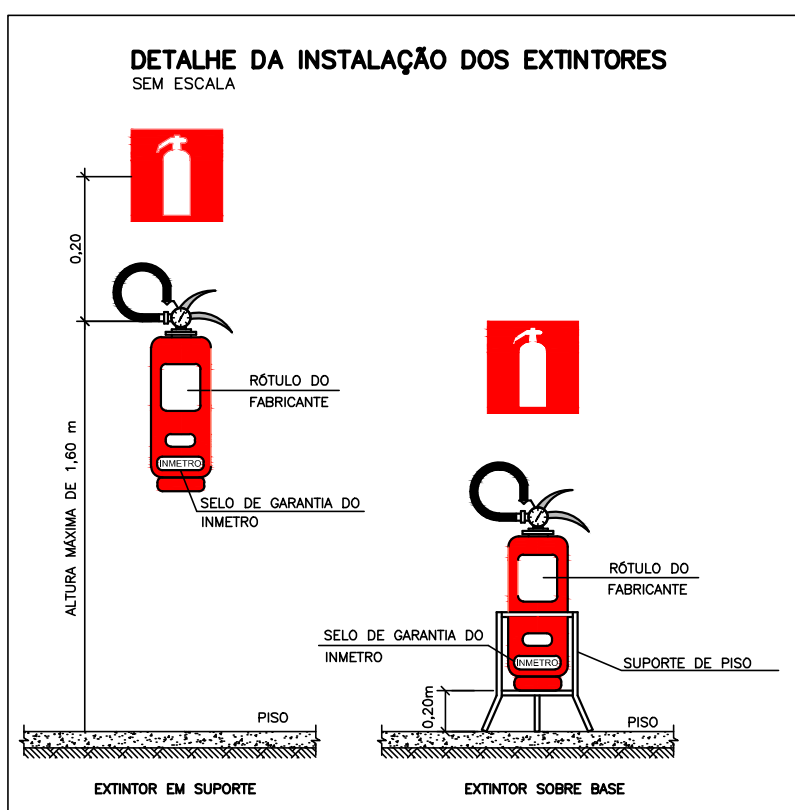 DETALHE DA INSTALAÇÃO DOS EXTINTORES
SEM ESCALA
0,20
ALTURA MÁXIMA DE 1,60 m
RÓTULO DO
FABRICANTE
INMETRO
SELO DE GARANTIA DO
INMETRO
PISO
EXTINTOR EM SUPORTE
RÓTULO DO
FABRICANTE
SELO DE GARANTIA DO
INMETRO
INMETRO
SUPORTE DE PISO
0,20m
PISO
EXTINTOR SOBRE BASE